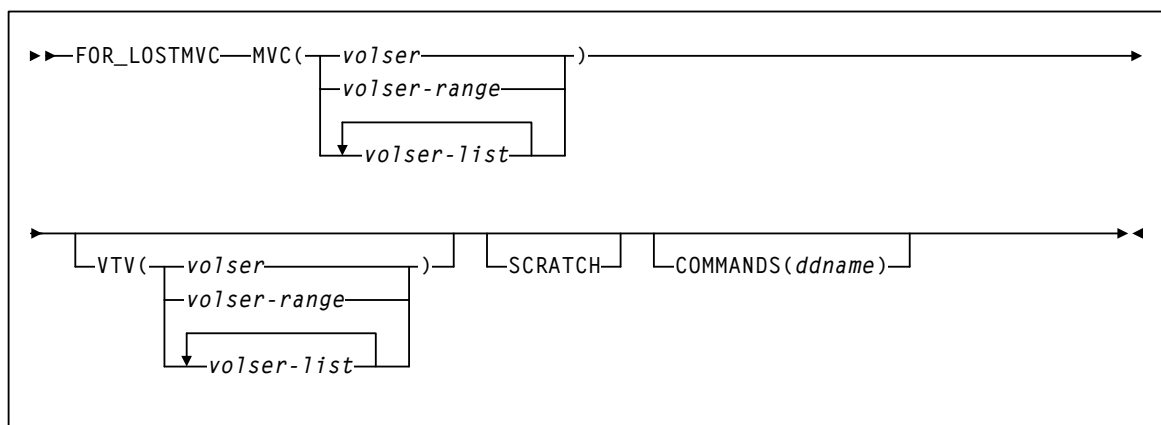 FOR_LOSTMVC MVC( volser )
volser-range
volser-list
VTV( volser ) SCRATCH COMMANDS(ddname)
volser-range
volser-list